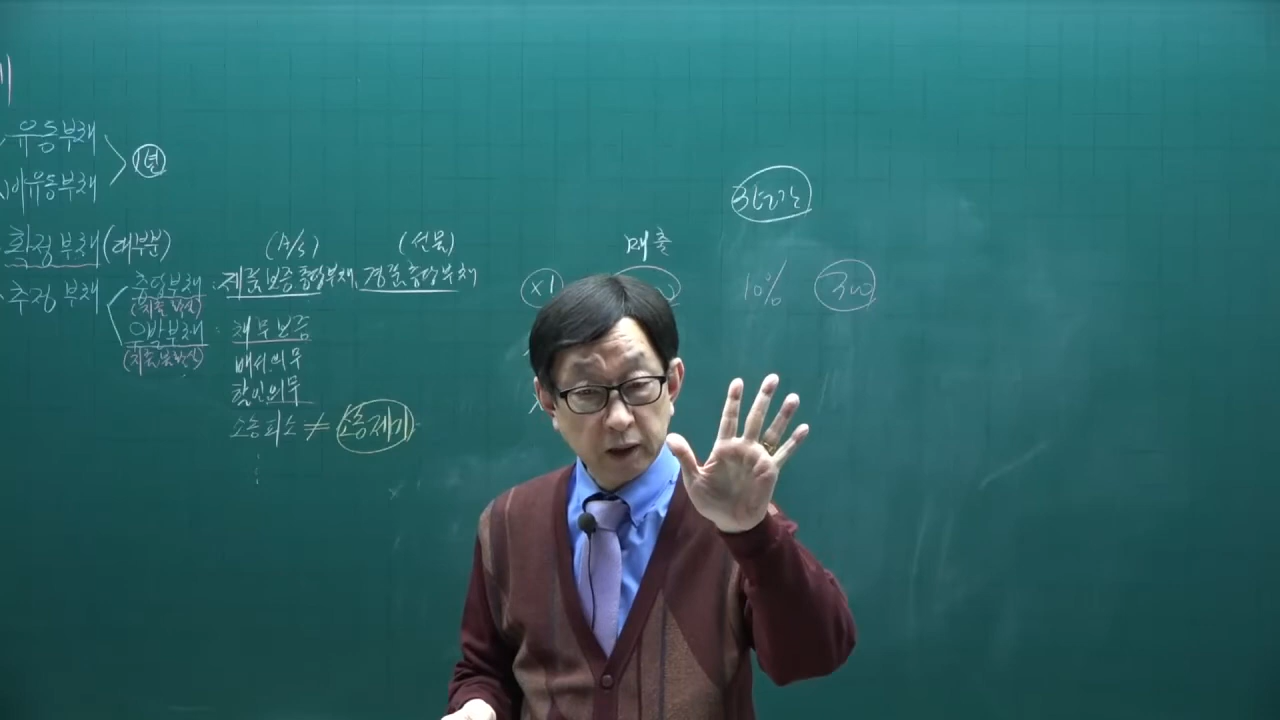 유동부채
1년
비유동부채
확정부채(대부분)
추정부채
충당부채 :
(A/S)
(선물)
제품보증충당부채, 경품충당부채
우발부채 :
채무보증
배서의무
할인의무
소송피소 ≠ 소송제기
매출
X1
10%
300